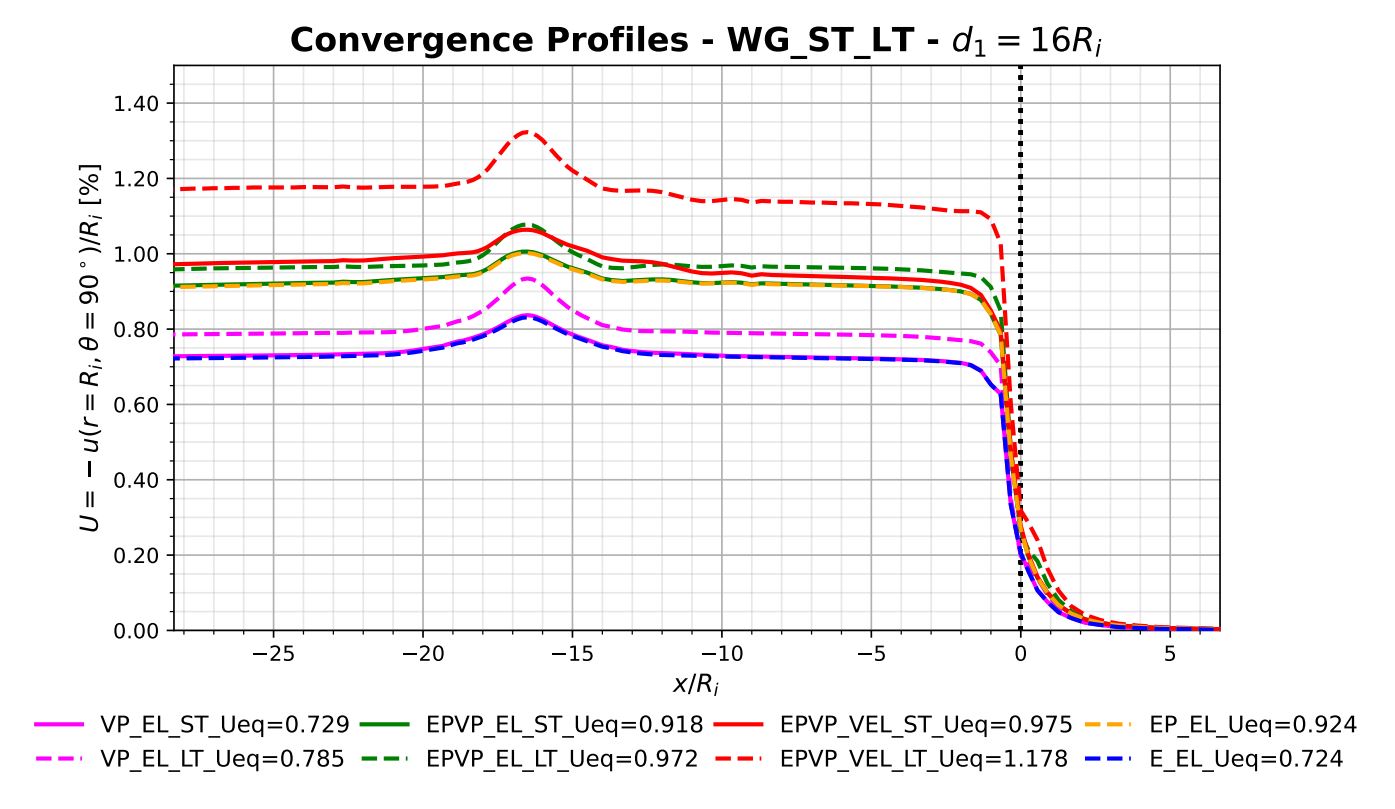 Convergence Profiles - WG_ST_LT - d₁ = 16Rᵢ
U = − u(r = Rᵢ, θ = 90°)/Rᵢ [%]
1.40
1.20
1.00
0.80
0.60
0.40
0.20
0.00
−25 −20 −15 −10 −5 0 5
x/Rᵢ
VP_EL_ST_Ueq=0.729 EPVP_EL_ST_Ueq=0.918 EPVP_VEL_ST_Ueq=0.975 EP_EL_Ueq=0.924
VP_EL_LT_Ueq=0.785 EPVP_EL_LT_Ueq=0.972 EPVP_VEL_LT_Ueq=1.178 E_EL_Ueq=0.724